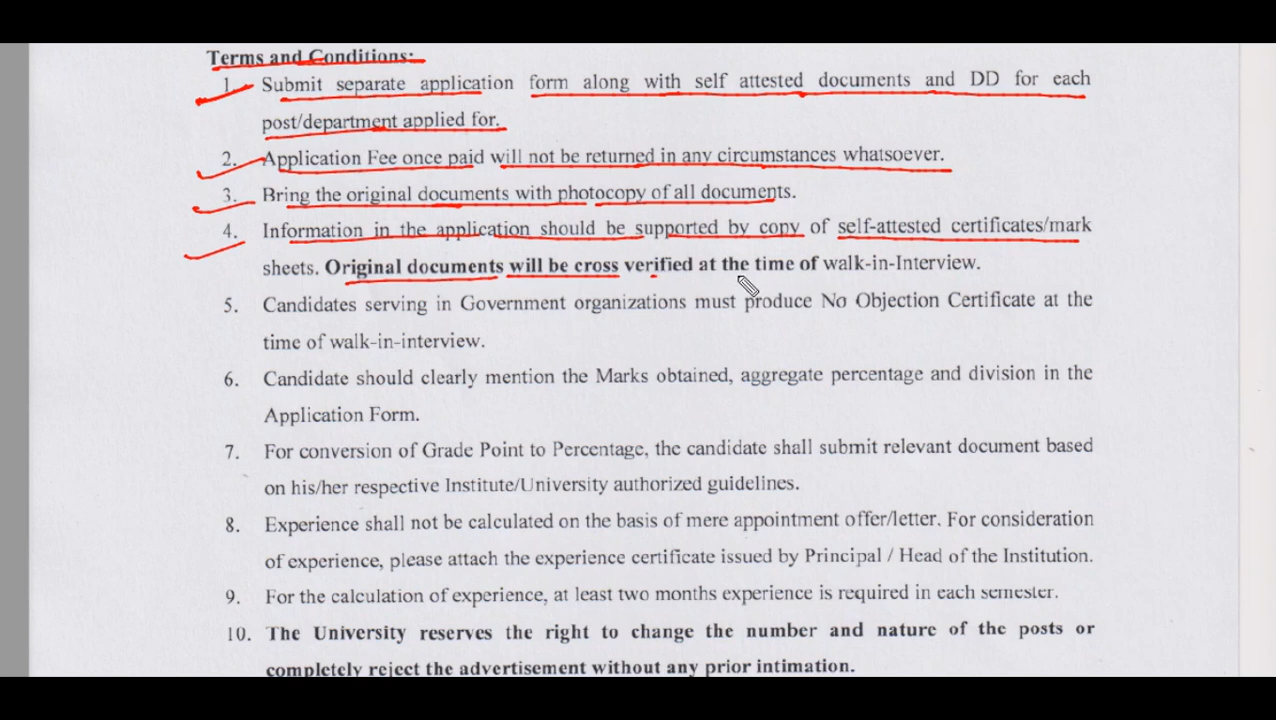 Terms and Conditions:
1. Submit separate application form along with self attested documents and DD for each
post/department applied for.
2. Application Fee once paid will not be returned in any circumstances whatsoever.
3. Bring the original documents with photocopy of all documents.
4. Information in the application should be supported by copy of self-attested certificates/mark
sheets. Original documents will be cross verified at the time of walk-in-Interview.
5. Candidates serving in Government organizations must produce No Objection Certificate at the
time of walk-in-interview.
6. Candidate should clearly mention the Marks obtained, aggregate percentage and division in the
Application Form.
7. For conversion of Grade Point to Percentage, the candidate shall submit relevant document based
on his/her respective Institute/University authorized guidelines.
8. Experience shall not be calculated on the basis of mere appointment offer/letter. For consideration
of experience, please attach the experience certificate issued by Principal / Head of the Institution.
9. For the calculation of experience, at least two months experience is required in each semester.
10. The University reserves the right to change the number and nature of the posts or
completely reject the advertisement without any prior intimation.